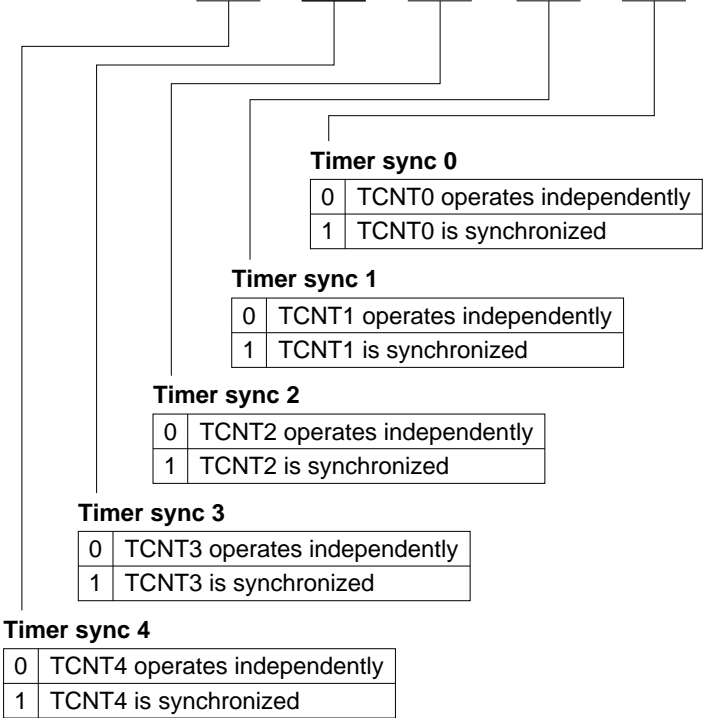 Timer sync 0
0 TCNT0 operates independently
1 TCNT0 is synchronized
Timer sync 1
0 TCNT1 operates independently
1 TCNT1 is synchronized
Timer sync 2
0 TCNT2 operates independently
1 TCNT2 is synchronized
Timer sync 3
0 TCNT3 operates independently
1 TCNT3 is synchronized
Timer sync 4
0 TCNT4 operates independently
1 TCNT4 is synchronized